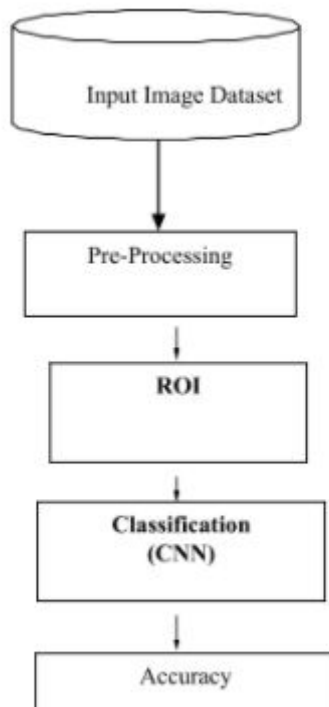 Input Image Dataset
Pre-Processing
ROI
Classification
(CNN)
Accuracy